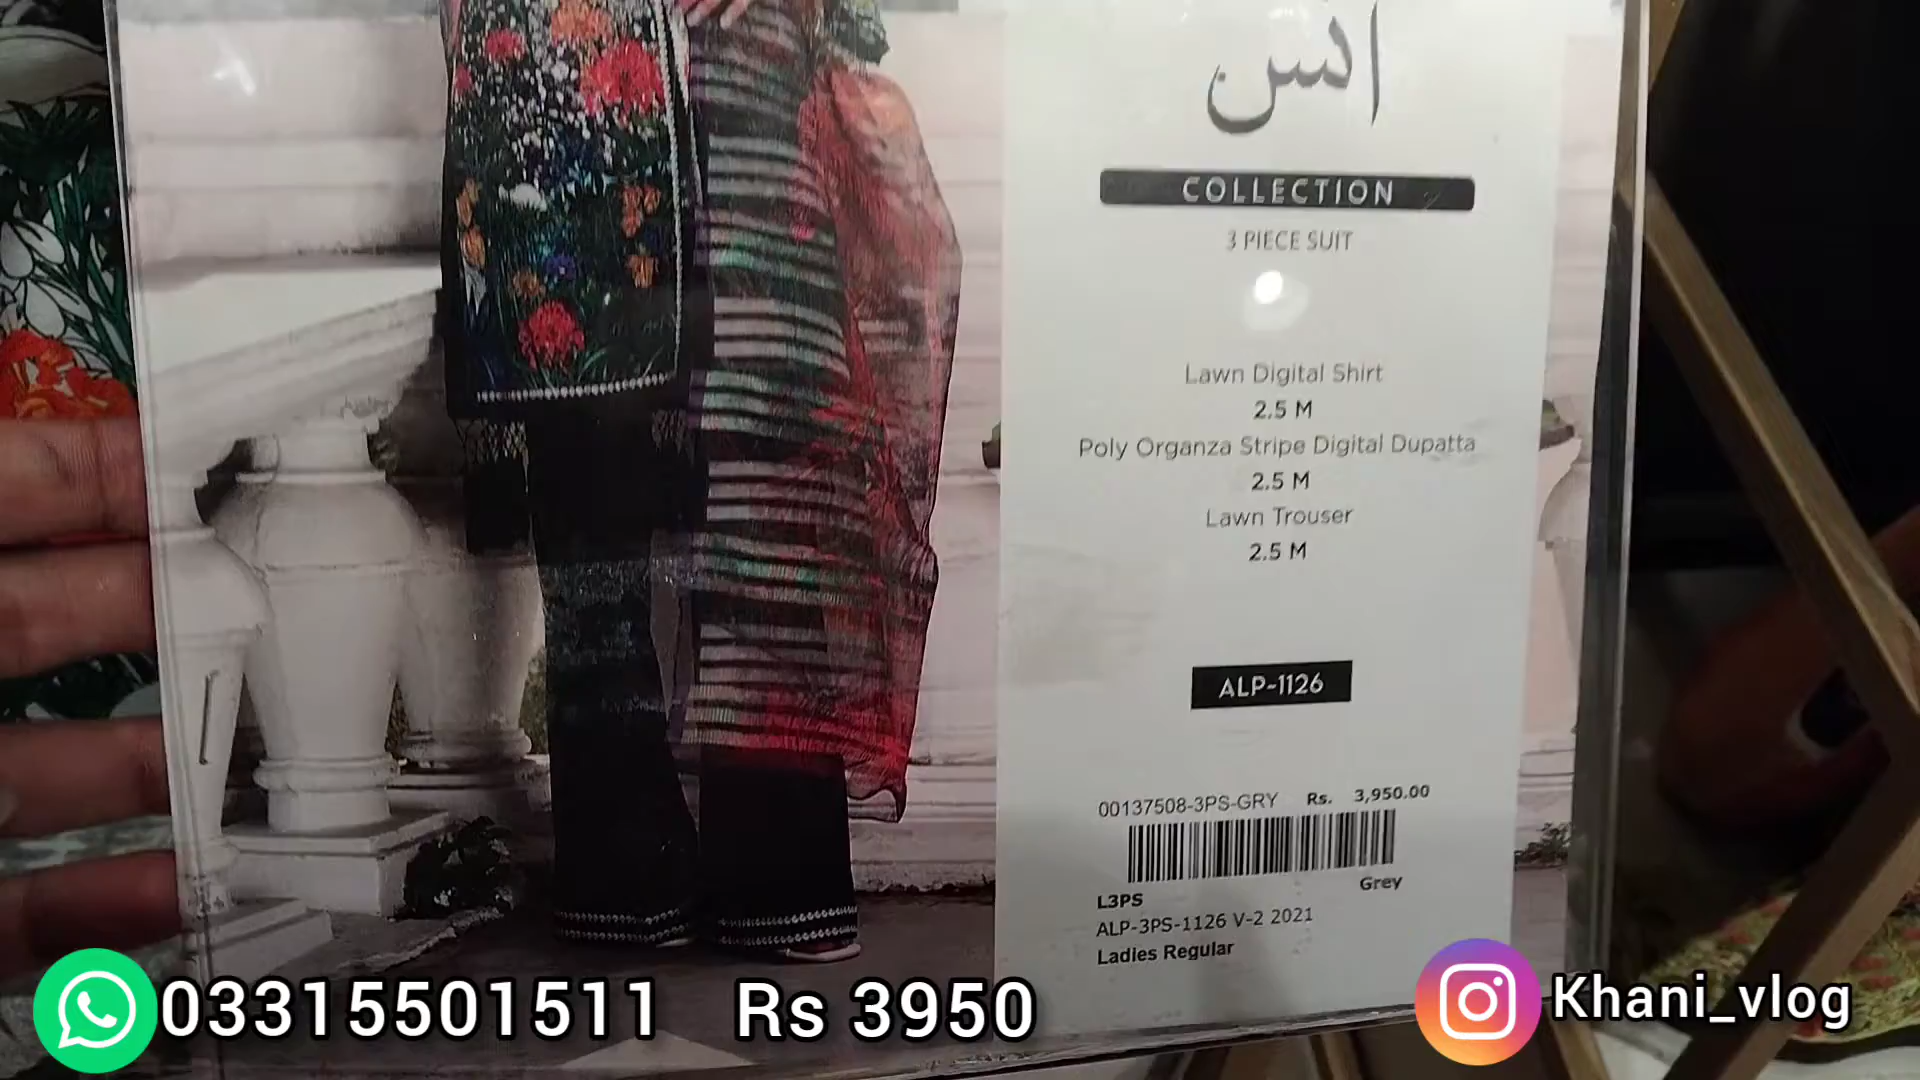 انس
COLLECTION
3 PIECE SUIT
Lawn Digital Shirt
2.5 M
Poly Organza Stripe Digital Dupatta
2.5 M
Lawn Trouser
2.5 M
ALP-1126
00137508-3PS-GRY Rs. 3,950.00
Grey
L3PS
ALP-3PS-1126 V-2 2021
Ladies Regular
03315501511 Rs 3950 Khani_vlog